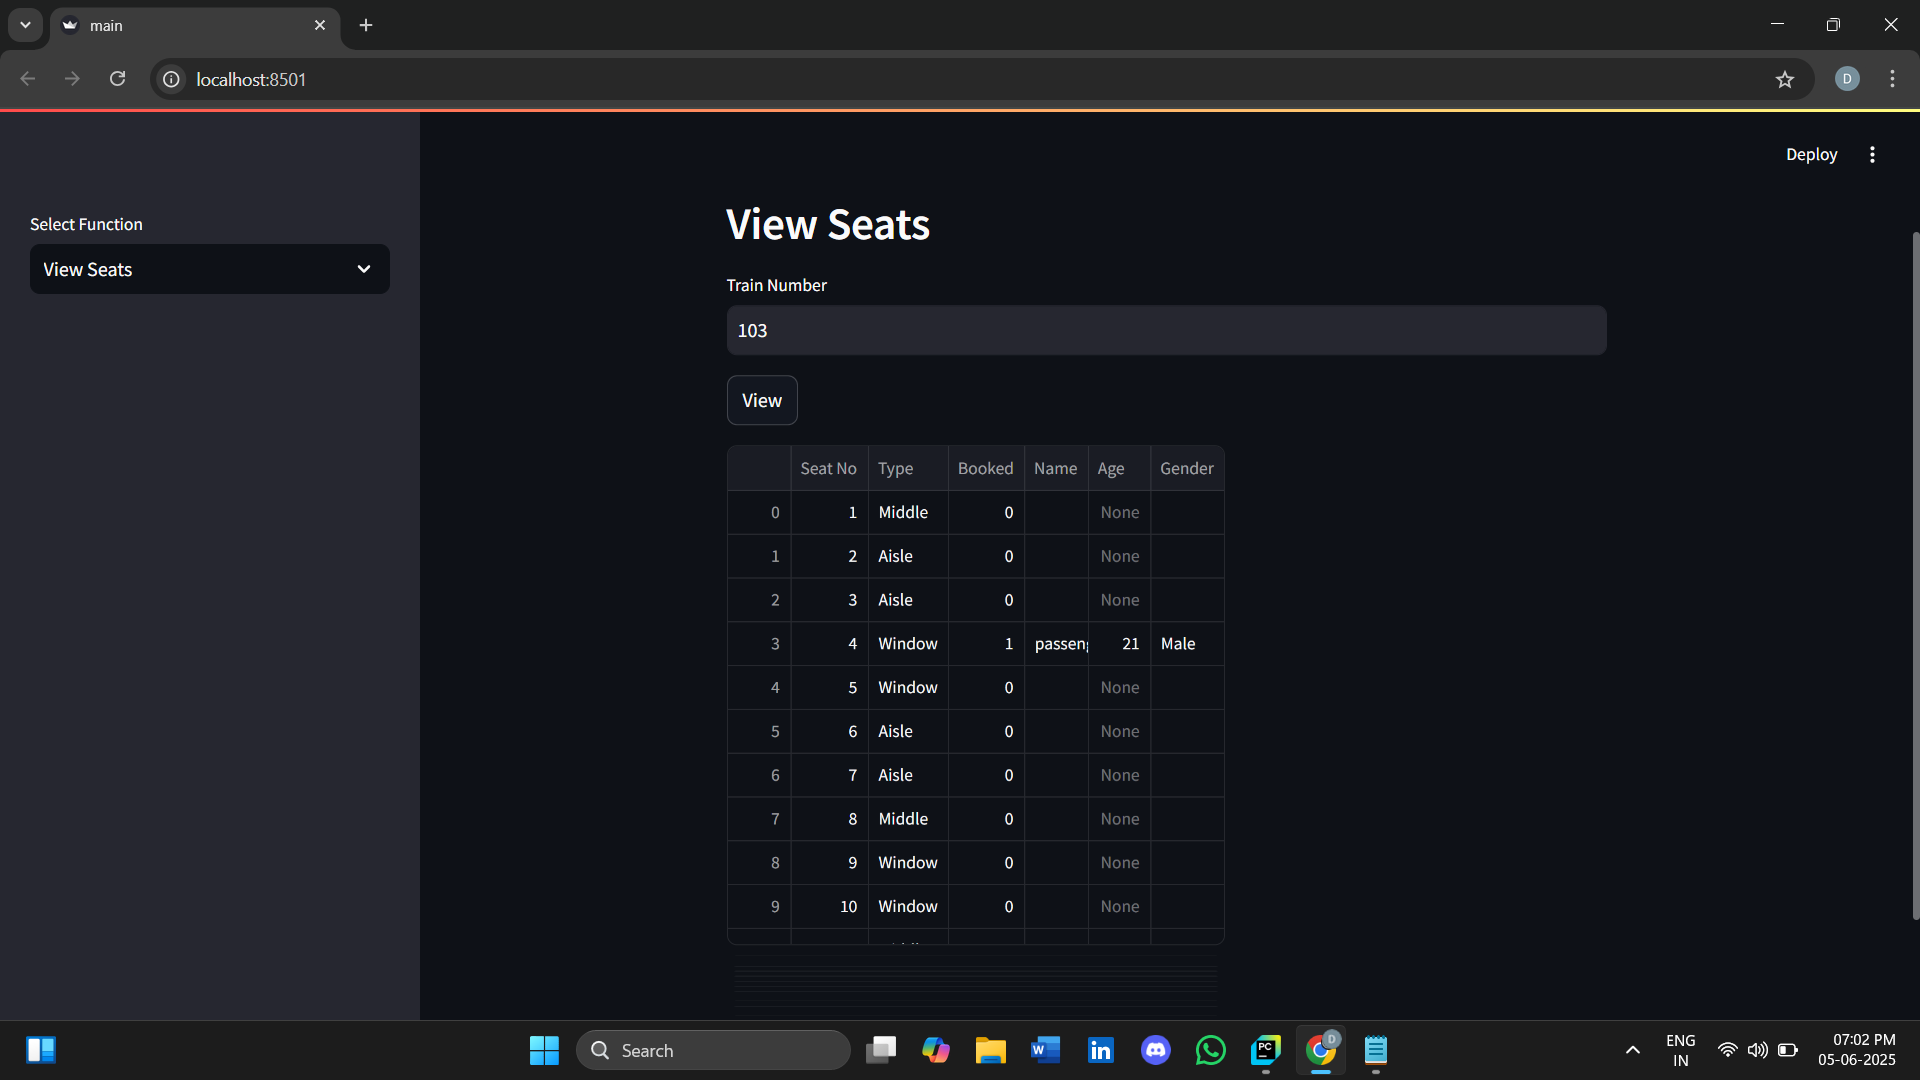 main
localhost:8501
Deploy
Select Function
View Seats
View Seats
Train Number
103
View
Seat No Type Booked Name Age Gender
0 1 Middle 0 None
1 2 Aisle 0 None
2 3 Aisle 0 None
3 4 Window 1 passeng 21 Male
4 5 Window 0 None
5 6 Aisle 0 None
6 7 Aisle 0 None
7 8 Middle 0 None
8 9 Window 0 None
9 10 Window 0 None
Search
ENG
IN
07:02 PM
05-06-2025
D
D
W
in
PC